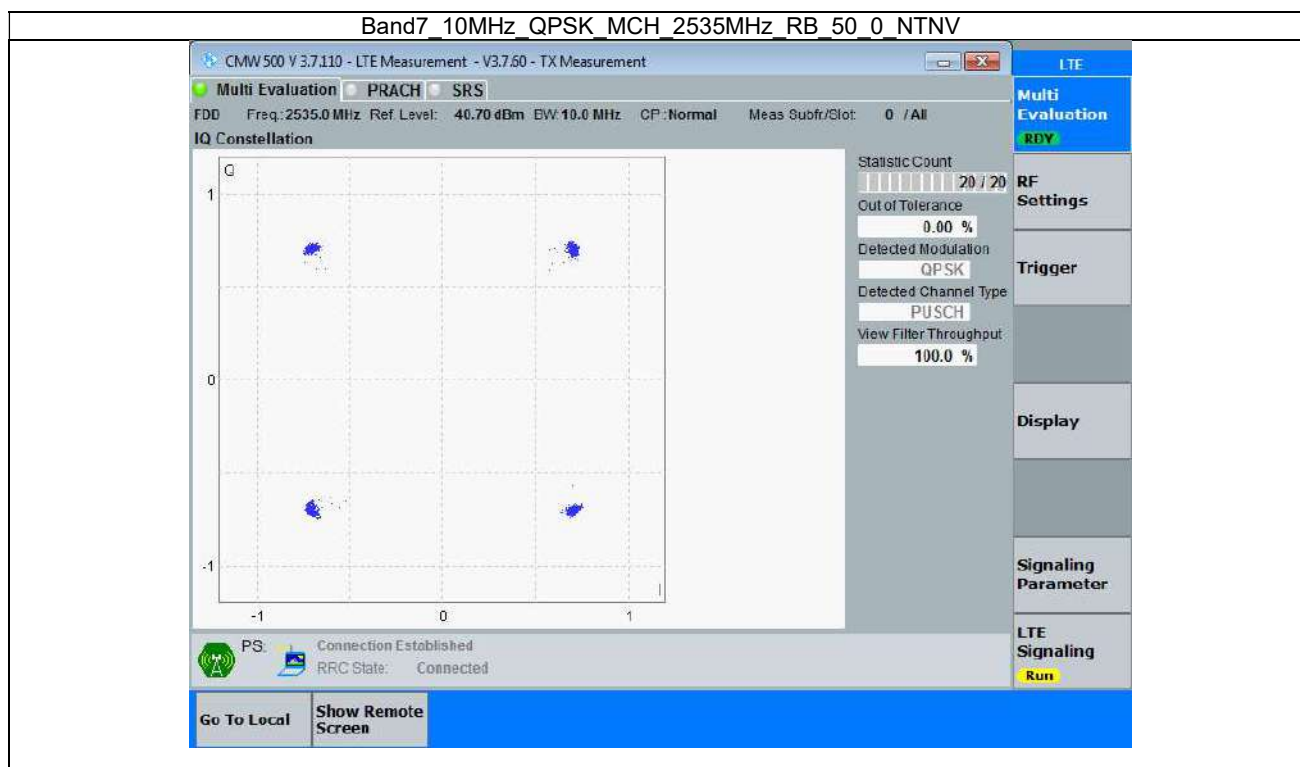 Band7_10MHz_QPSK_MCH_2535MHz_RB_50_0_NTNV
CMW 500 V 3.7.110 - LTE Measurement - V3.7.60 - TX Measurement
LTE
Multi Evaluation PRACH SRS
FDD Freq.: 2535.0 MHz Ref. Level: 40.70 dBm BW: 10.0 MHz CP: Normal Meas Subfr/Slot: 0 / All
IQ Constellation
Q
1
0
-1
-1 0 1
I
Statistic Count
20 / 20
Out of Tolerance
0.00 %
Detected Modulation
QPSK
Detected Channel Type
PUSCH
View Filter Throughput
100.0 %
Multi
Evaluation
RDY
RF
Settings
Trigger
Display
Signaling
Parameter
LTE
Signaling
Run
PS: Connection Established
RRC State: Connected
Go To Local
Show Remote
Screen